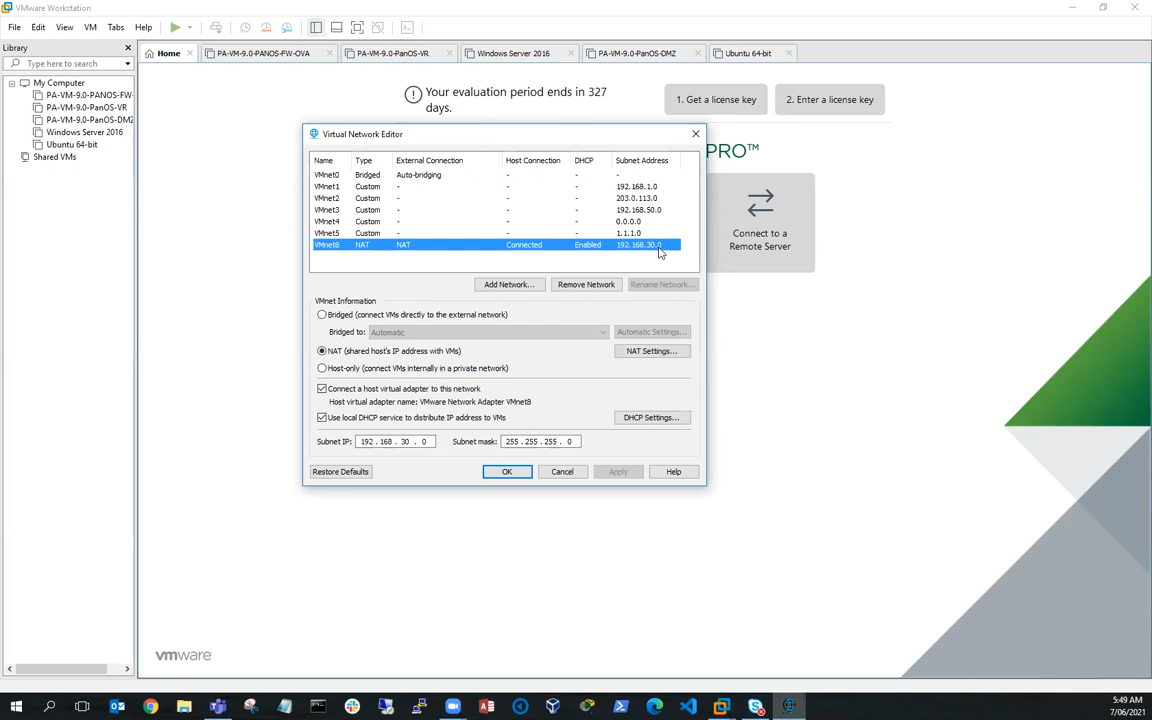 VMware Workstation
File Edit View VM Tabs Help
Library
Type here to search
My Computer
PA-VM-9.0-PANOS-FW-
PA-VM-9.0-PanOS-VR
PA-VM-9.0-PanOS-DMZ
Windows Server 2016
Ubuntu 64-bit
Shared VMs
Home PA-VM-9.0-PANOS-FW-OVA PA-VM-9.0-PanOS-VR Windows Server 2016 PA-VM-9.0-PanOS-DMZ Ubuntu 64-bit
Your evaluation period ends in 327
days.
1. Get a license key 2. Enter a license key
PRO™
Connect to a
Remote Server
Virtual Network Editor
Name Type External Connection Host Connection DHCP Subnet Address
VMnet0 Bridged Auto-bridging - - -
VMnet1 Custom - - - 192.168.1.0
VMnet2 Custom - - - 203.0.113.0
VMnet3 Custom - - - 192.168.50.0
VMnet4 Custom - - - 0.0.0.0
VMnet5 Custom - - - 1.1.1.0
VMnet8 NAT NAT Connected Enabled 192.168.30.0
Add Network... Remove Network Rename Network...
VMnet Information
Bridged (connect VMs directly to the external network)
Bridged to: Automatic Automatic Settings...
NAT (shared host's IP address with VMs) NAT Settings...
Host-only (connect VMs internally in a private network)
Connect a host virtual adapter to this network
Host virtual adapter name: VMware Network Adapter VMnet8
Use local DHCP service to distribute IP address to VMs DHCP Settings...
Subnet IP: 192 . 168 . 30 . 0 Subnet mask: 255 . 255 . 255 . 0
Restore Defaults OK Cancel Apply Help
vmware
5:49 AM
7/06/2021